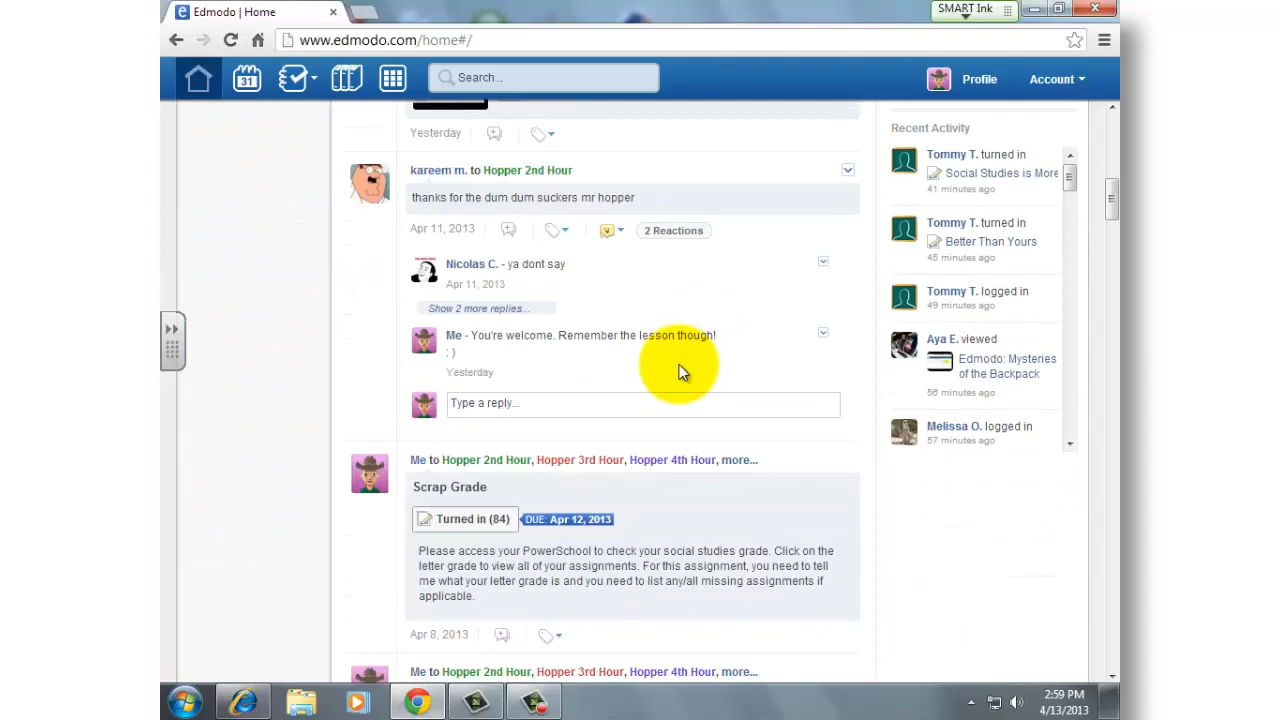 Edmodo | Home
SMART Ink
www.edmodo.com/home#/
31
Search...
Profile
Account
Yesterday
kareem m. to Hopper 2nd Hour
thanks for the dum dum suckers mr hopper
Apr 11, 2013
2 Reactions
Nicolas C. - ya dont say
Apr 11, 2013
Show 2 more replies...
Me - You're welcome. Remember the lesson though!
: )
Yesterday
Type a reply...
Me to Hopper 2nd Hour, Hopper 3rd Hour, Hopper 4th Hour, more...
Scrap Grade
Turned in (84)
DUE: Apr 12, 2013
Please access your PowerSchool to check your social studies grade. Click on the
letter grade to view all of your assignments. For this assignment, you need to tell
me what your letter grade is and you need to list any/all missing assignments if
applicable.
Apr 8, 2013
Me to Hopper 2nd Hour, Hopper 3rd Hour, Hopper 4th Hour, more...
Recent Activity
Tommy T. turned in
Social Studies is More
41 minutes ago
Tommy T. turned in
Better Than Yours
45 minutes ago
Tommy T. logged in
49 minutes ago
Aya E. viewed
Edmodo: Mysteries
of the Backpack
56 minutes ago
Melissa O. logged in
57 minutes ago
2:59 PM
4/13/2013